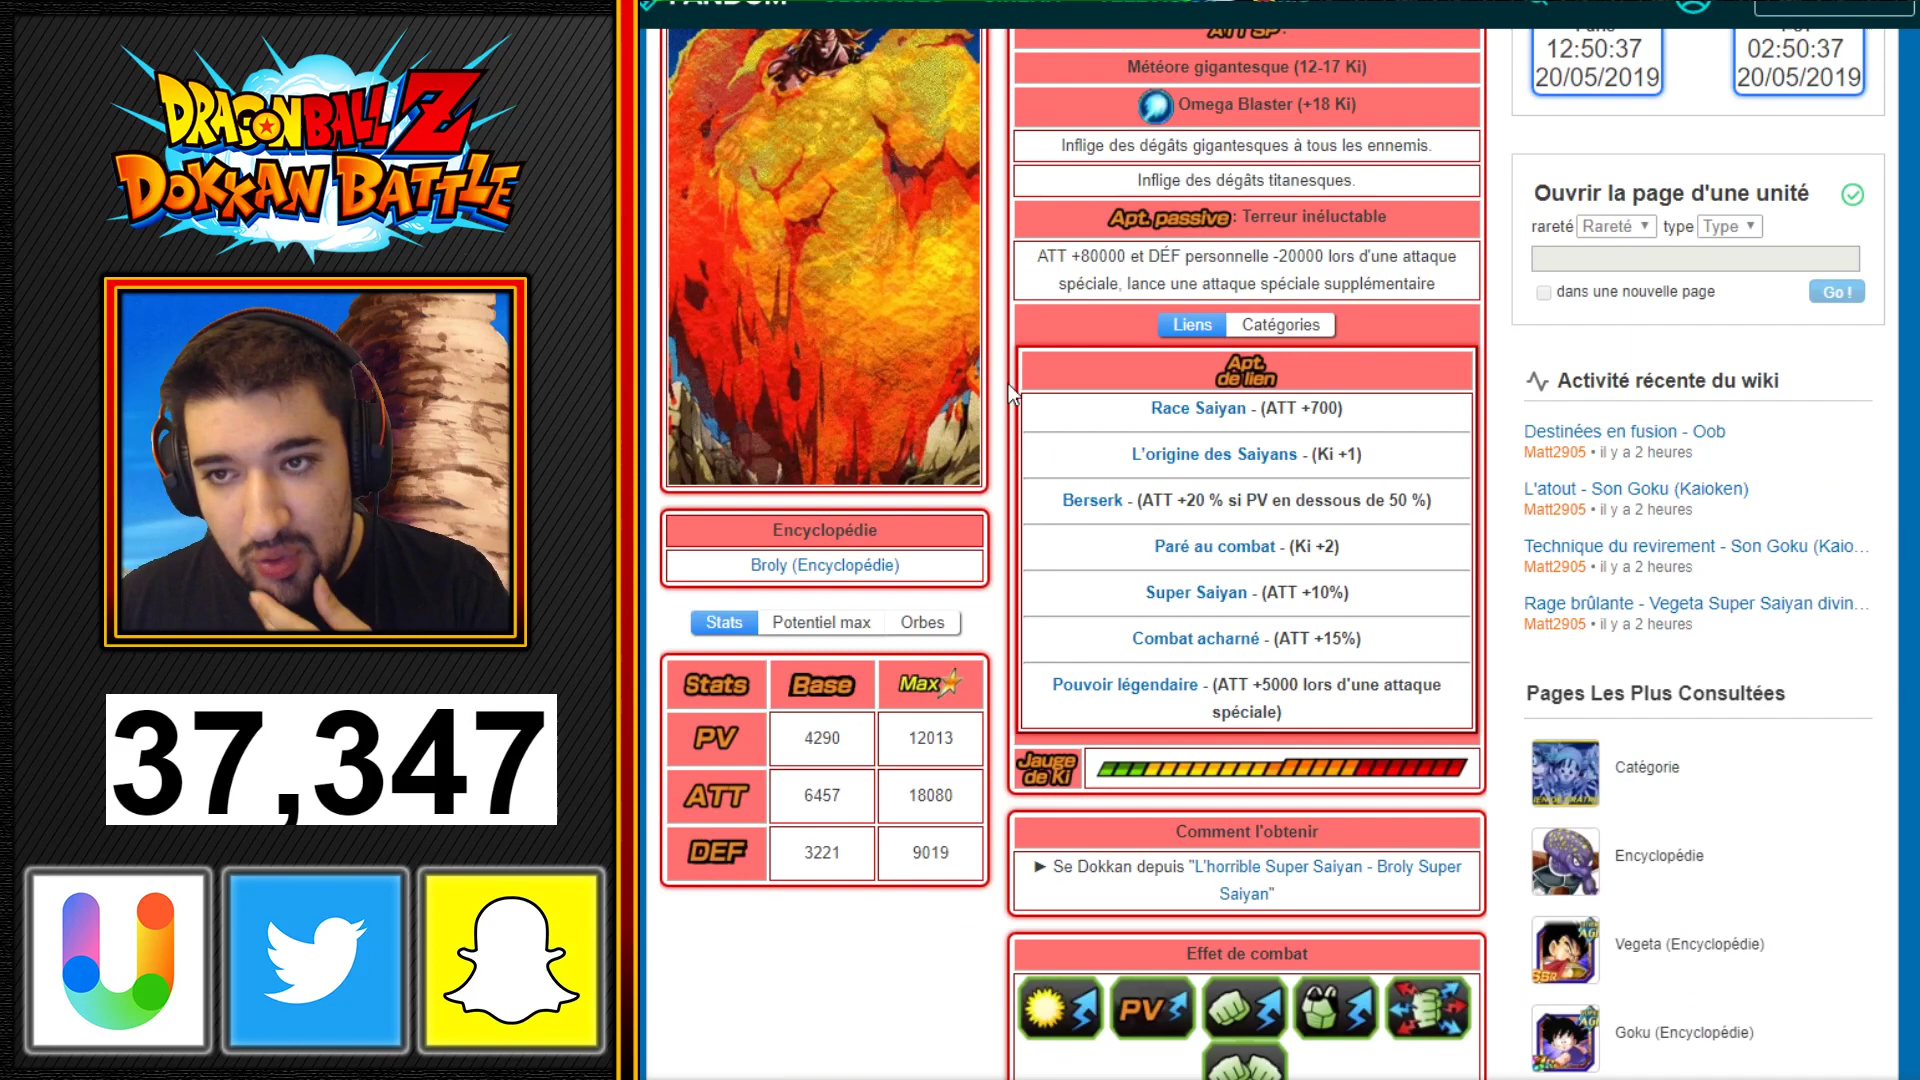 DRAGON BALL Z
DOKKAN BATTLE
37,347
ATT SP :
Météore gigantesque (12-17 Ki)
Omega Blaster (+18 Ki)
Inflige des dégâts gigantesques à tous les ennemis.
Inflige des dégâts titanesques.
Apt. passive : Terreur inéluctable
ATT +80000 et DÉF personnelle -20000 lors d'une attaque
spéciale, lance une attaque spéciale supplémentaire
Liens Catégories
Apt.
de lien
Race Saiyan - (ATT +700)
L'origine des Saiyans - (Ki +1)
Berserk - (ATT +20 % si PV en dessous de 50 %)
Paré au combat - (Ki +2)
Super Saiyan - (ATT +10%)
Combat acharné - (ATT +15%)
Pouvoir légendaire - (ATT +5000 lors d'une attaque
spéciale)
Jauge
de Ki
Encyclopédie
Broly (Encyclopédie)
Stats Potentiel max Orbes
Stats Base Max
PV 4290 12013
ATT 6457 18080
DEF 3221 9019
Comment l'obtenir
► Se Dokkan depuis "L'horrible Super Saiyan - Broly Super
Saiyan"
Effet de combat
PV
12:50:37
20/05/2019
02:50:37
20/05/2019
Ouvrir la page d'une unité
rareté Rareté ▼ type Type ▼
dans une nouvelle page Go !
Activité récente du wiki
Destinées en fusion - Oob
Matt2905 • il y a 2 heures
L'atout - Son Goku (Kaioken)
Matt2905 • il y a 2 heures
Technique du revirement - Son Goku (Kaio…
Matt2905 • il y a 2 heures
Rage brûlante - Vegeta Super Saiyan divin…
Matt2905 • il y a 2 heures
Pages Les Plus Consultées
Catégorie
Encyclopédie
Vegeta (Encyclopédie)
Goku (Encyclopédie)